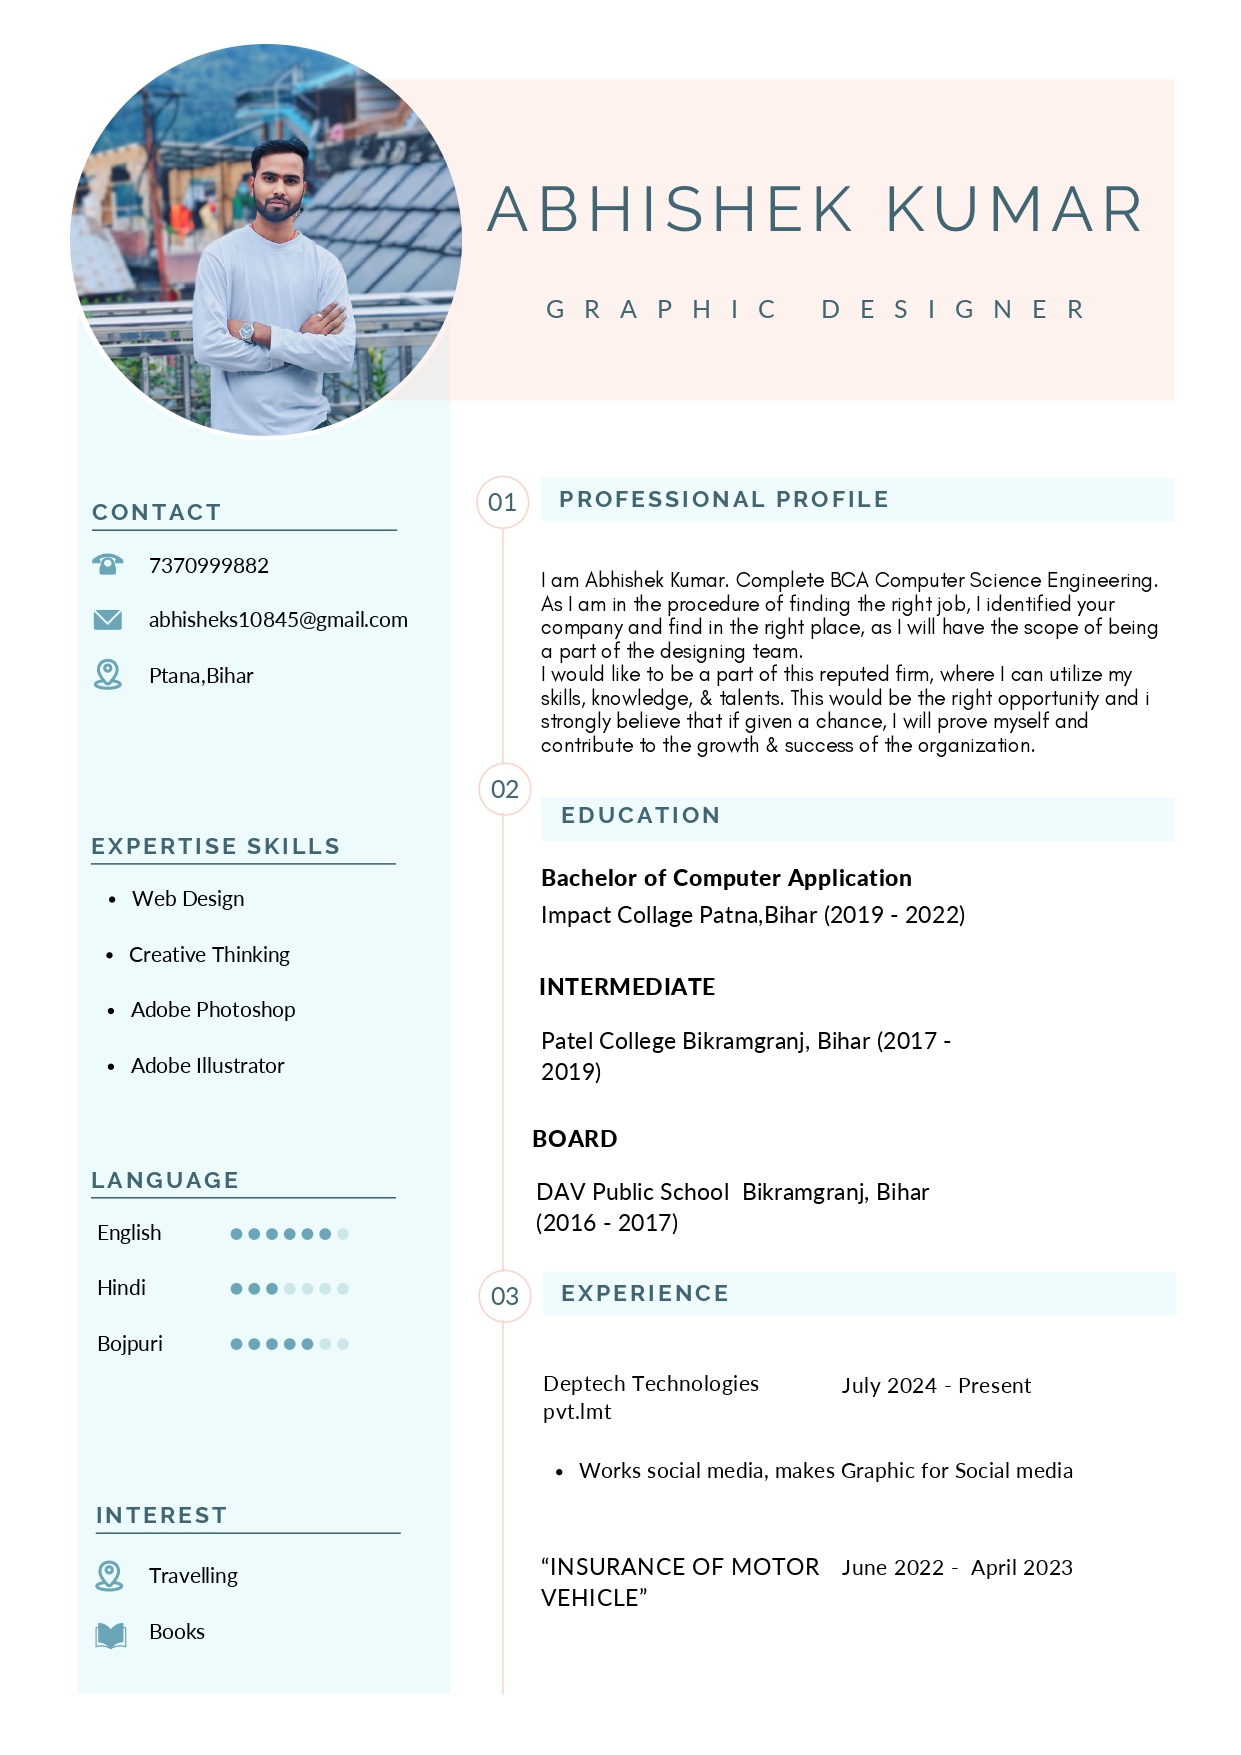 ABHISHEK KUMAR
GRAPHIC DESIGNER
CONTACT
7370999882
abhisheks10845@gmail.com
Ptana,Bihar
EXPERTISE SKILLS
• Web Design
• Creative Thinking
• Adobe Photoshop
• Adobe Illustrator
LANGUAGE
English
Hindi
Bojpuri
INTEREST
Travelling
Books
01
PROFESSIONAL PROFILE
I am Abhishek Kumar. Complete BCA Computer Science Engineering.
As I am in the procedure of finding the right job, I identified your
company and find in the right place, as I will have the scope of being
a part of the designing team.
I would like to be a part of this reputed firm, where I can utilize my
skills, knowledge, & talents. This would be the right opportunity and i
strongly believe that if given a chance, I will prove myself and
contribute to the growth & success of the organization.
02
EDUCATION
Bachelor of Computer Application
Impact Collage Patna,Bihar (2019 - 2022)
INTERMEDIATE
Patel College Bikramgranj, Bihar (2017 -
2019)
BOARD
DAV Public School  Bikramgranj, Bihar
(2016 - 2017)
03
EXPERIENCE
Deptech Technologies
pvt.lmt
July 2024 - Present
• Works social media, makes Graphic for Social media
“INSURANCE OF MOTOR
VEHICLE”
June 2022 -  April 2023